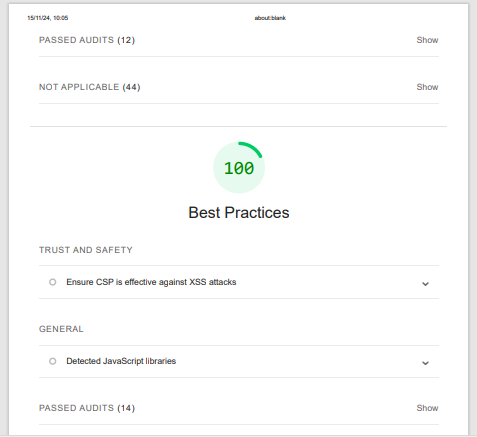 15/11/24, 10:05 about:blank
PASSED AUDITS (12) Show
NOT APPLICABLE (44) Show
100
Best Practices
TRUST AND SAFETY
Ensure CSP is effective against XSS attacks
GENERAL
Detected JavaScript libraries
PASSED AUDITS (14) Show